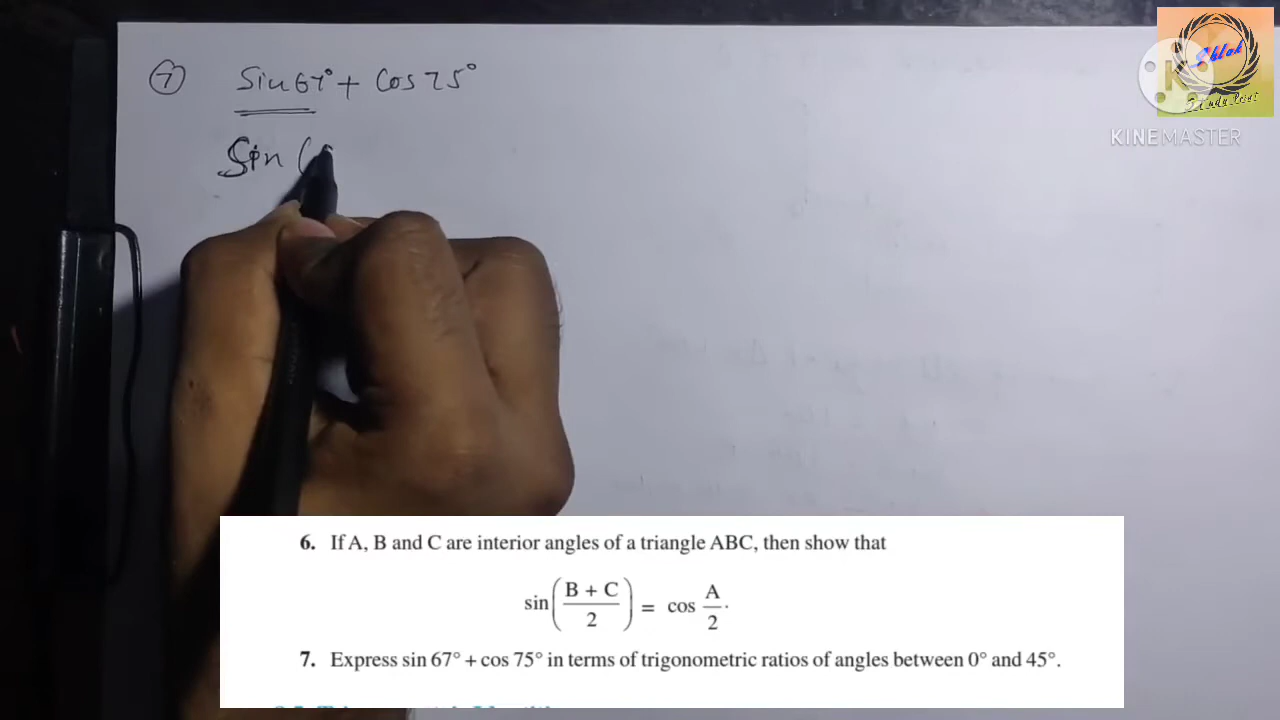 ⑦ Sin 67° + Cos 75°
Sin (
Shlok
KINEMASTER
6. If A, B and C are interior angles of a triangle ABC, then show that
sin((B + C)/2) = cos A/2.
7. Express sin 67° + cos 75° in terms of trigonometric ratios of angles between 0° and 45°.